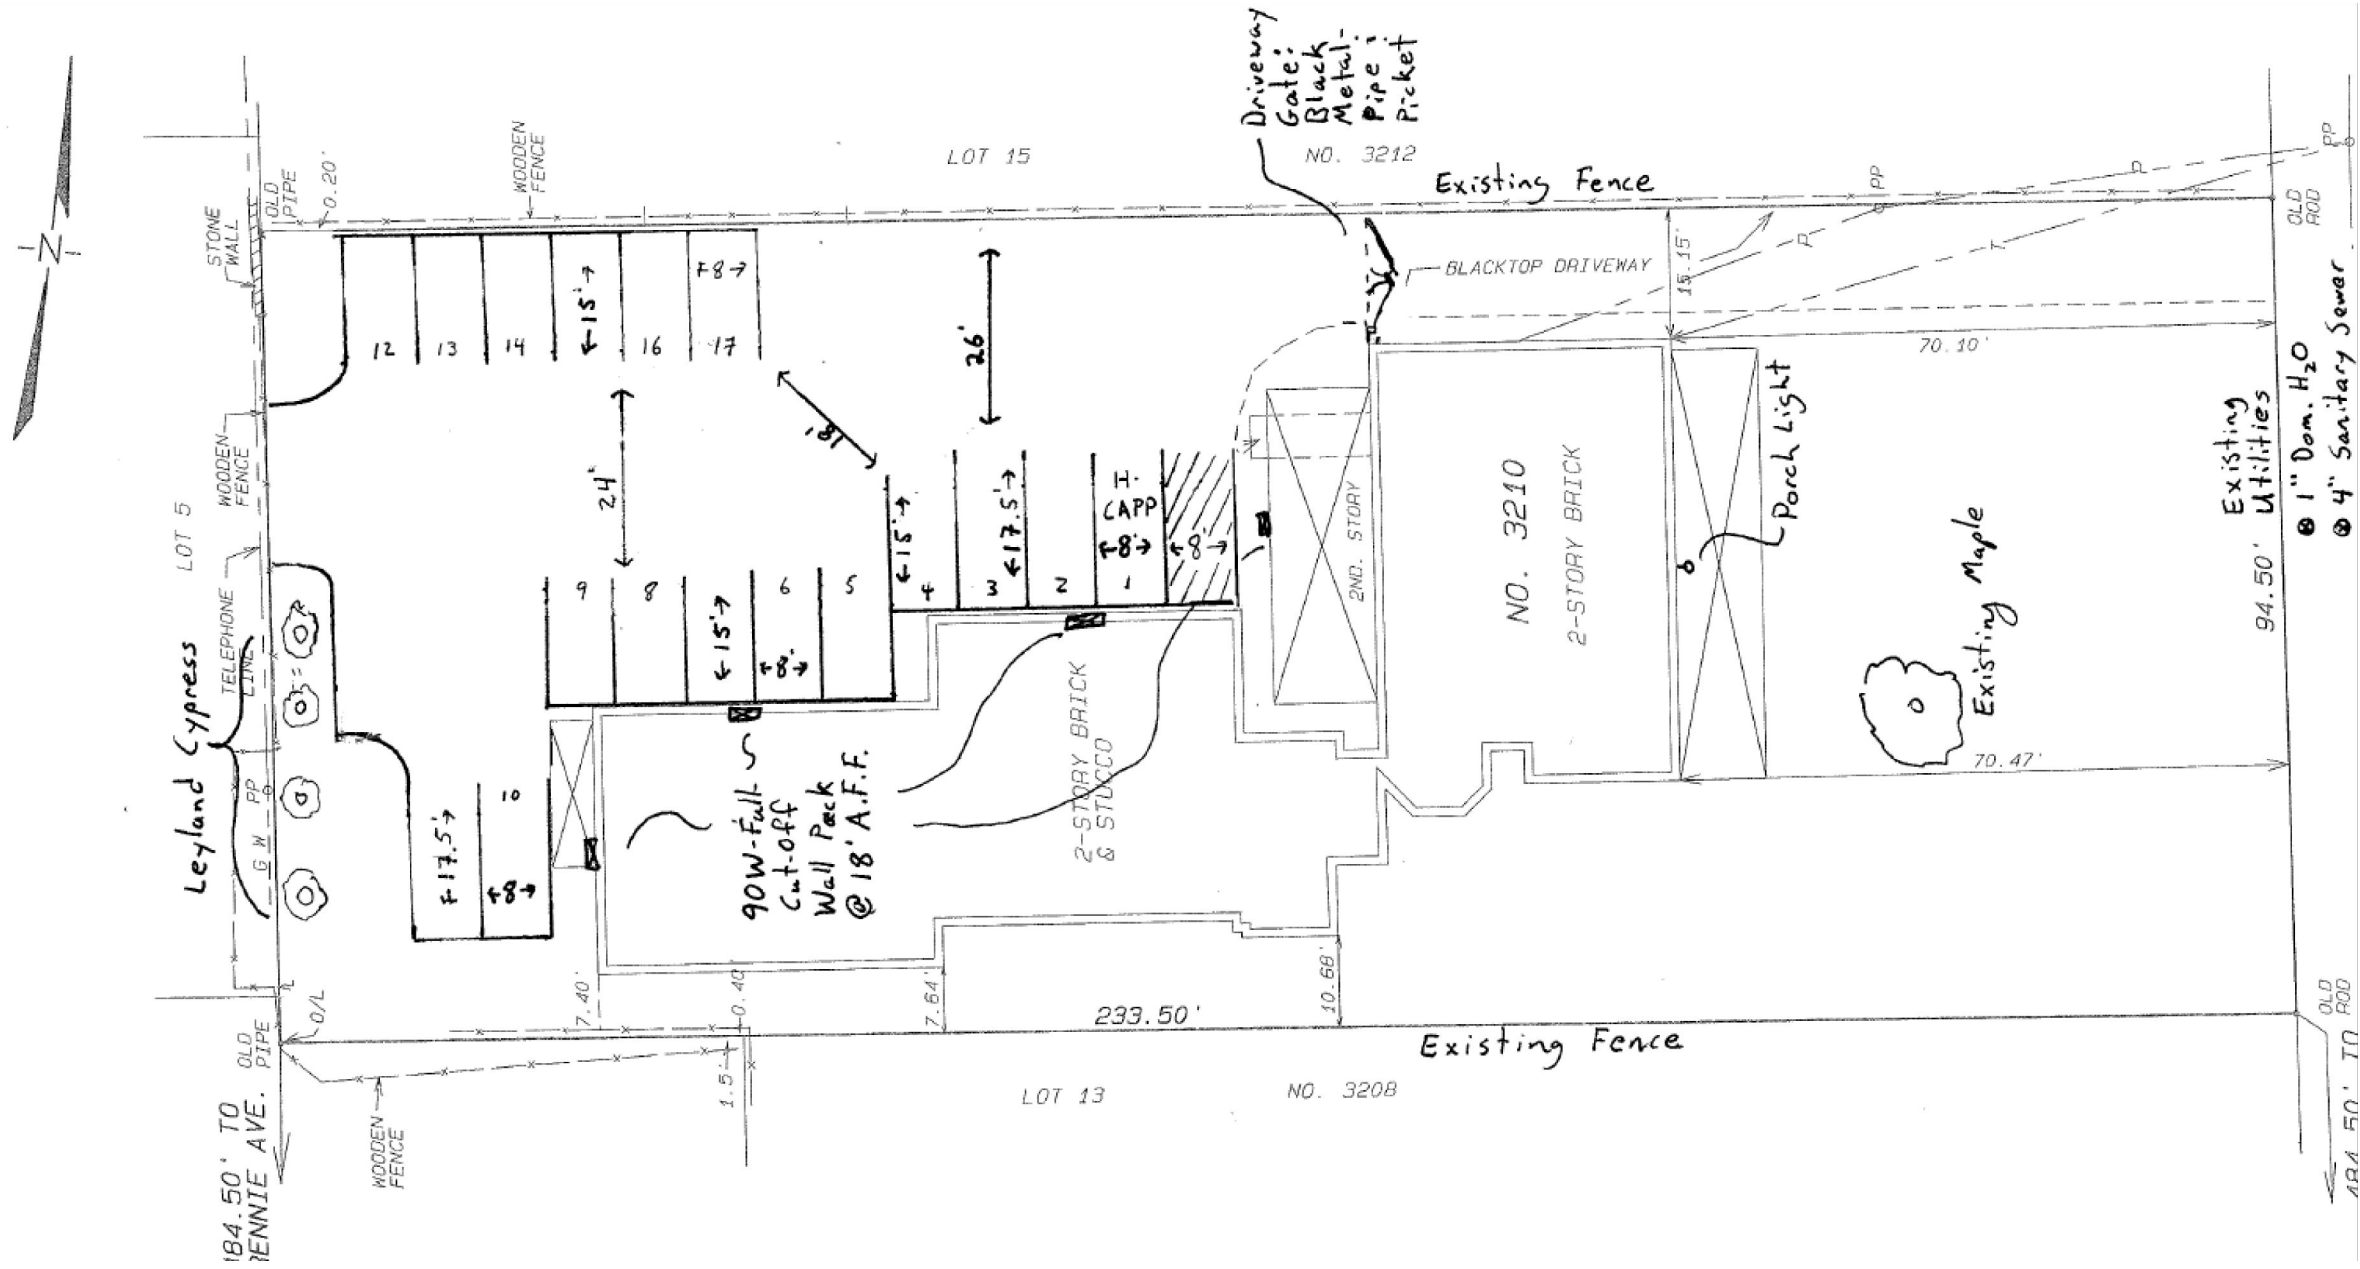 Driveway
Gate:
Black
Metal-
Pipe &
Picket
N
LOT 15
NO. 3212
Existing Fence
PP
PP
OLD
PIPE
0.20'
WOODEN
FENCE
STONE
WALL
OLD
ROD
P
P
T
BLACKTOP DRIVEWAY
15.15'
70.10'
12
13
14
←15'→
16
17
F8→
26'
18'
24'
WOODEN
FENCE
LOT 5
TELEPHONE
LINE
Leyland Cypress
PP
G W
9
8
←15'→
6
←8'→
5
←15'→
4
3
←17.5'→
2
H.
CAPP
←8'→
1
←8'→
2ND. STORY
NO. 3210
2-STORY BRICK
Porch Light
Existing Maple
Existing
Utilities
1" Dom. H2O
4" Sanitary Sewer
94.50'
70.47'
10
F17.5'→
←8→
90W-Full-
Cut-Off
Wall Pack
@ 18' A.F.F.
2-STORY BRICK
& STUCCO
7.40'
0.40'
7.64'
10.68'
233.50'
Existing Fence
O/L
OLD
PIPE
OLD
ROD
1.5'
LOT 13
NO. 3208
WOODEN
FENCE
484.50' TO
RENNIE AVE.
484.50' TO